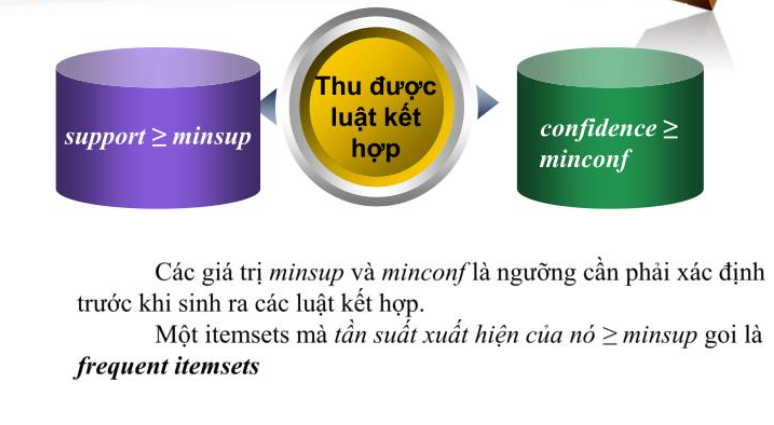 support ≥ minsup
Thu được
luật kết
hợp
confidence ≥
minconf
Các giá trị minsup và minconf là ngưỡng cần phải xác định
trước khi sinh ra các luật kết hợp.
Một itemsets mà tần suất xuất hiện của nó ≥ minsup goi là
frequent itemsets